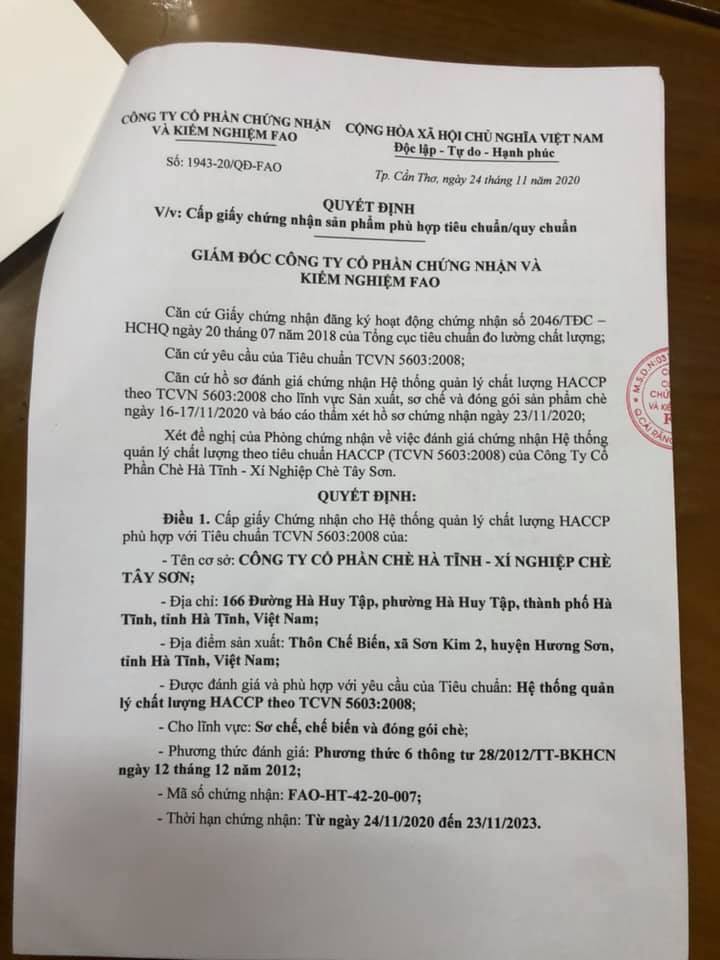 CÔNG TY CỔ PHẦN CHỨNG NHẬN
VÀ KIỂM NGHIỆM FAO
Số: 1943-20/QĐ-FAO
CỘNG HÒA XÃ HỘI CHỦ NGHĨA VIỆT NAM
Độc lập - Tự do - Hạnh phúc
Tp. Cần Thơ, ngày 24 tháng 11 năm 2020
QUYẾT ĐỊNH
V/v: Cấp giấy chứng nhận sản phẩm phù hợp tiêu chuẩn/quy chuẩn
GIÁM ĐỐC CÔNG TY CỔ PHẦN CHỨNG NHẬN VÀ
KIỂM NGHIỆM FAO
Căn cứ Giấy chứng nhận đăng ký hoạt động chứng nhận số 2046/TĐC –
HCHQ ngày 20 tháng 07 năm 2018 của Tổng cục tiêu chuẩn đo lường chất lượng;
Căn cứ yêu cầu của Tiêu chuẩn TCVN 5603:2008;
Căn cứ hồ sơ đánh giá chứng nhận Hệ thống quản lý chất lượng HACCP
theo TCVN 5603:2008 cho lĩnh vực Sản xuất, sơ chế và đóng gói sản phẩm chè
ngày 16-17/11/2020 và báo cáo thẩm xét hồ sơ chứng nhận ngày 23/11/2020;
Xét đề nghị của Phòng chứng nhận về việc đánh giá chứng nhận Hệ thống
quản lý chất lượng theo tiêu chuẩn HACCP (TCVN 5603:2008) của Công Ty Cổ
Phần Chè Hà Tĩnh - Xí Nghiệp Chè Tây Sơn.
QUYẾT ĐỊNH:
Điều 1. Cấp giấy Chứng nhận cho Hệ thống quản lý chất lượng HACCP
phù hợp với Tiêu chuẩn TCVN 5603:2008 của:
- Tên cơ sở: CÔNG TY CỔ PHẦN CHÈ HÀ TĨNH - XÍ NGHIỆP CHÈ
TÂY SƠN;
- Địa chỉ: 166 Đường Hà Huy Tập, phường Hà Huy Tập, thành phố Hà
Tĩnh, tỉnh Hà Tĩnh, Việt Nam;
- Địa điểm sản xuất: Thôn Chế Biến, xã Sơn Kim 2, huyện Hương Sơn,
tỉnh Hà Tĩnh, Việt Nam;
- Được đánh giá và phù hợp với yêu cầu của Tiêu chuẩn: Hệ thống quản
lý chất lượng HACCP theo TCVN 5603:2008;
- Cho lĩnh vực: Sơ chế, chế biến và đóng gói chè;
- Phương thức đánh giá: Phương thức 6 thông tư 28/2012/TT-BKHCN
ngày 12 tháng 12 năm 2012;
- Mã số chứng nhận: FAO-HT-42-20-007;
- Thời hạn chứng nhận: Từ ngày 24/11/2020 đến 23/11/2023.